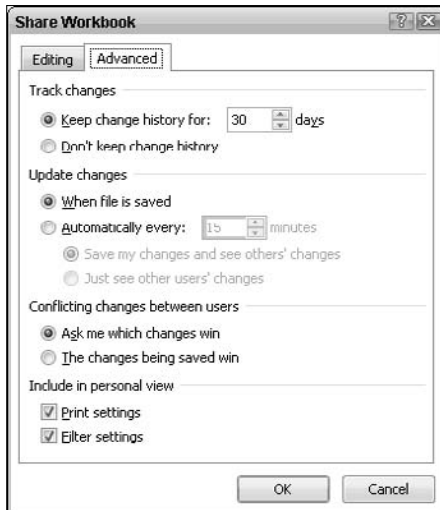 Share Workbook
Editing Advanced
Track changes
Keep change history for: 30 days
Don't keep change history
Update changes
When file is saved
Automatically every: 15 minutes
Save my changes and see others' changes
Just see other users' changes
Conflicting changes between users
Ask me which changes win
The changes being saved win
Include in personal view
Print settings
Filter settings
OK Cancel